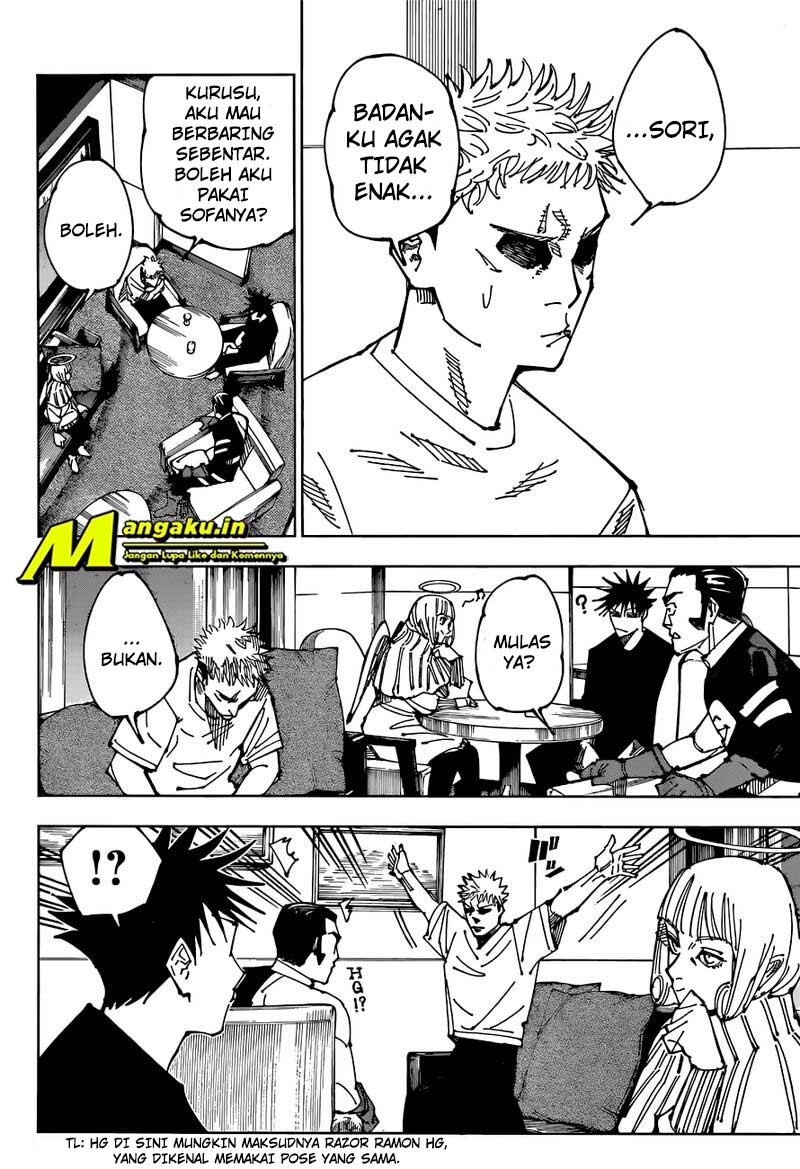 ...SORI,
BADAN-
KU AGAK
TIDAK
ENAK...
KURUSU,
AKU MAU
BERBARING
SEBENTAR.
BOLEH AKU
PAKAI
SOFANYA?
BOLEH.
Mangaku.in
Jangan Lupa Like dan Komennya
?
MULAS
YA?
...
BUKAN.
!?
HG!?
TL: HG DI SINI MUNGKIN MAKSUDNYA RAZOR RAMON HG,
YANG DIKENAL MEMAKAI POSE YANG SAMA.